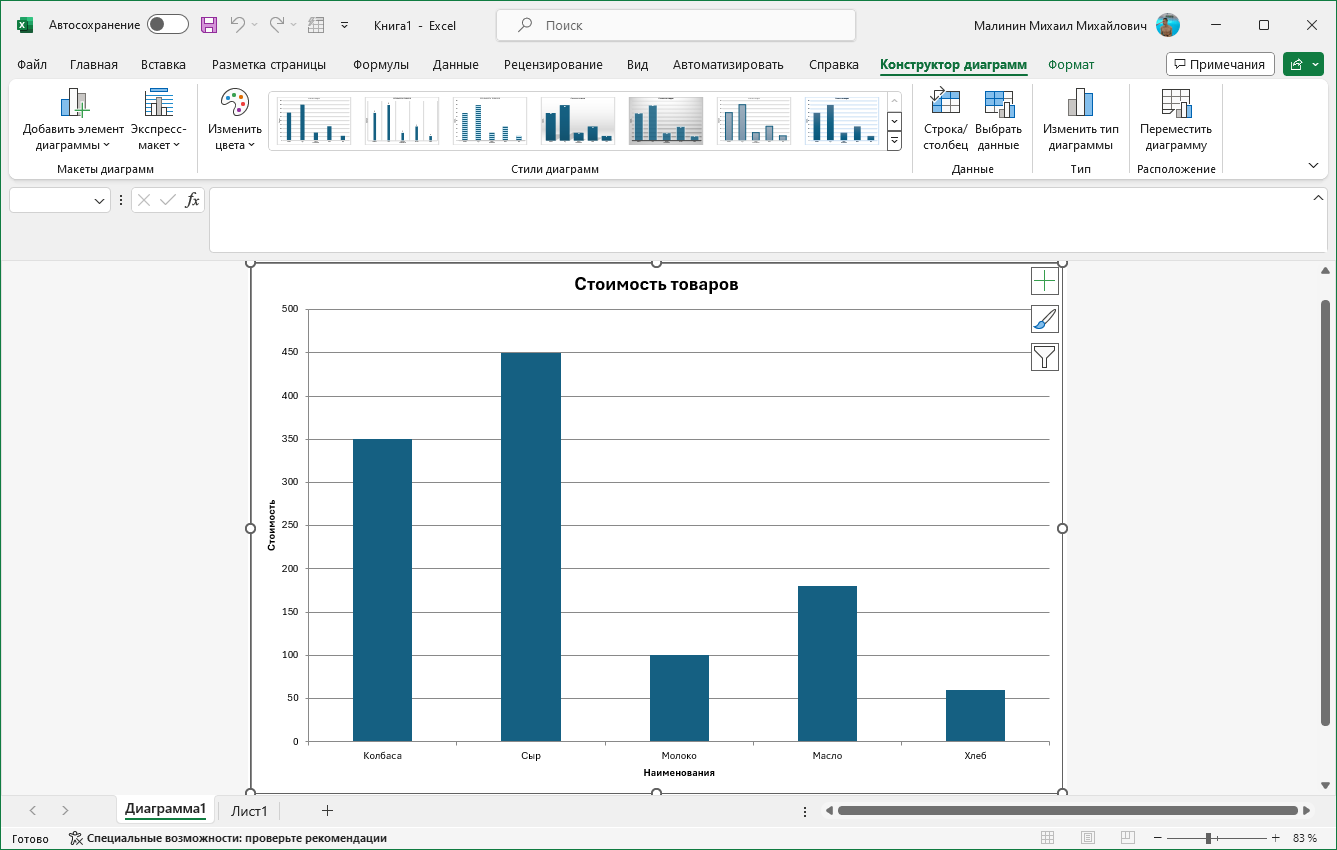 Автосохранение
Книга1 - Excel
Поиск
Малинин Михаил Михайлович
Файл Главная Вставка Разметка страницы Формулы Данные Рецензирование Вид Автоматизировать Справка Конструктор диаграмм Формат Примечания
Добавить элемент диаграммы
Экспресс-макет
Макеты диаграмм
Изменить цвета
Стили диаграмм
Строка/столбец
Выбрать данные
Данные
Изменить тип диаграммы
Тип
Переместить диаграмму
Расположение
fx
Стоимость товаров
500
450
400
350
300
250
200
150
100
50
0
Стоимость
Колбаса Сыр Молоко Масло Хлеб
Наименования
Диаграмма1 Лист1
Готово Специальные возможности: проверьте рекомендации 83 %